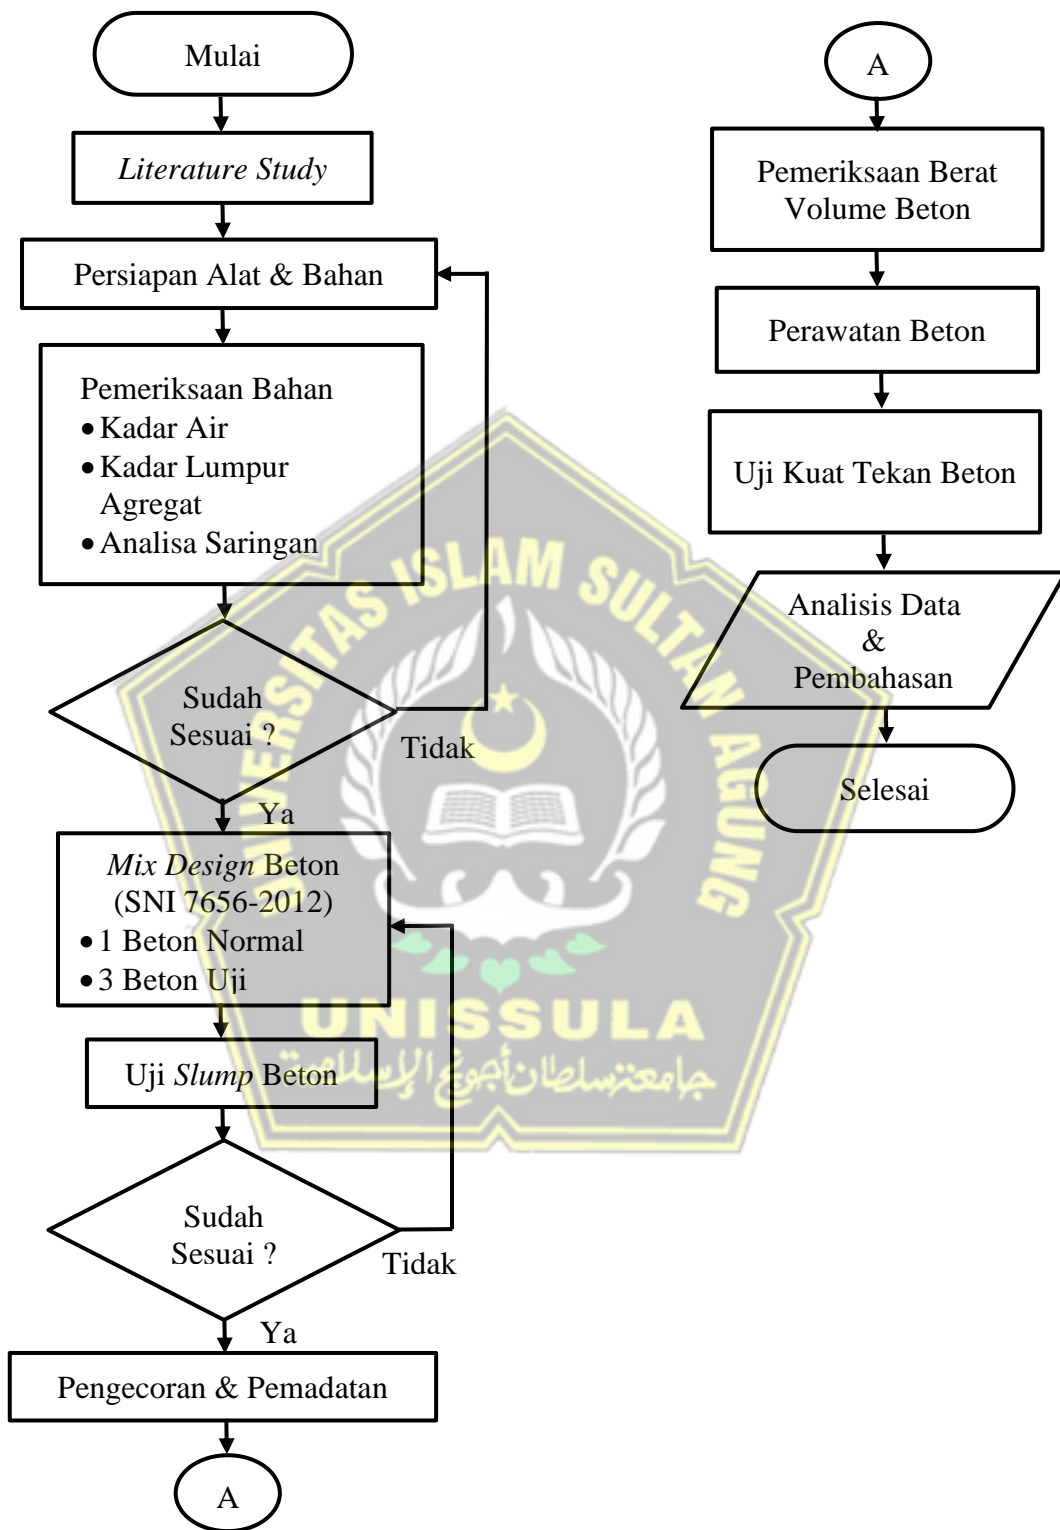 Mulai
Literature Study
Persiapan Alat & Bahan
Pemeriksaan Bahan
• Kadar Air
• Kadar Lumpur
Agregat
• Analisa Saringan
Sudah
Sesuai ?
Tidak
Ya
Mix Design Beton
(SNI 7656-2012)
• 1 Beton Normal
• 3 Beton Uji
Uji Slump Beton
Sudah
Sesuai ?
Tidak
Ya
Pengecoran & Pemadatan
A
A
Pemeriksaan Berat
Volume Beton
Perawatan Beton
Uji Kuat Tekan Beton
Analisis Data
&
Pembahasan
Selesai
UNIVERSITAS ISLAM SULTAN AGUNG
UNISSULA
جامعة سلطان أجونج الإسلامية